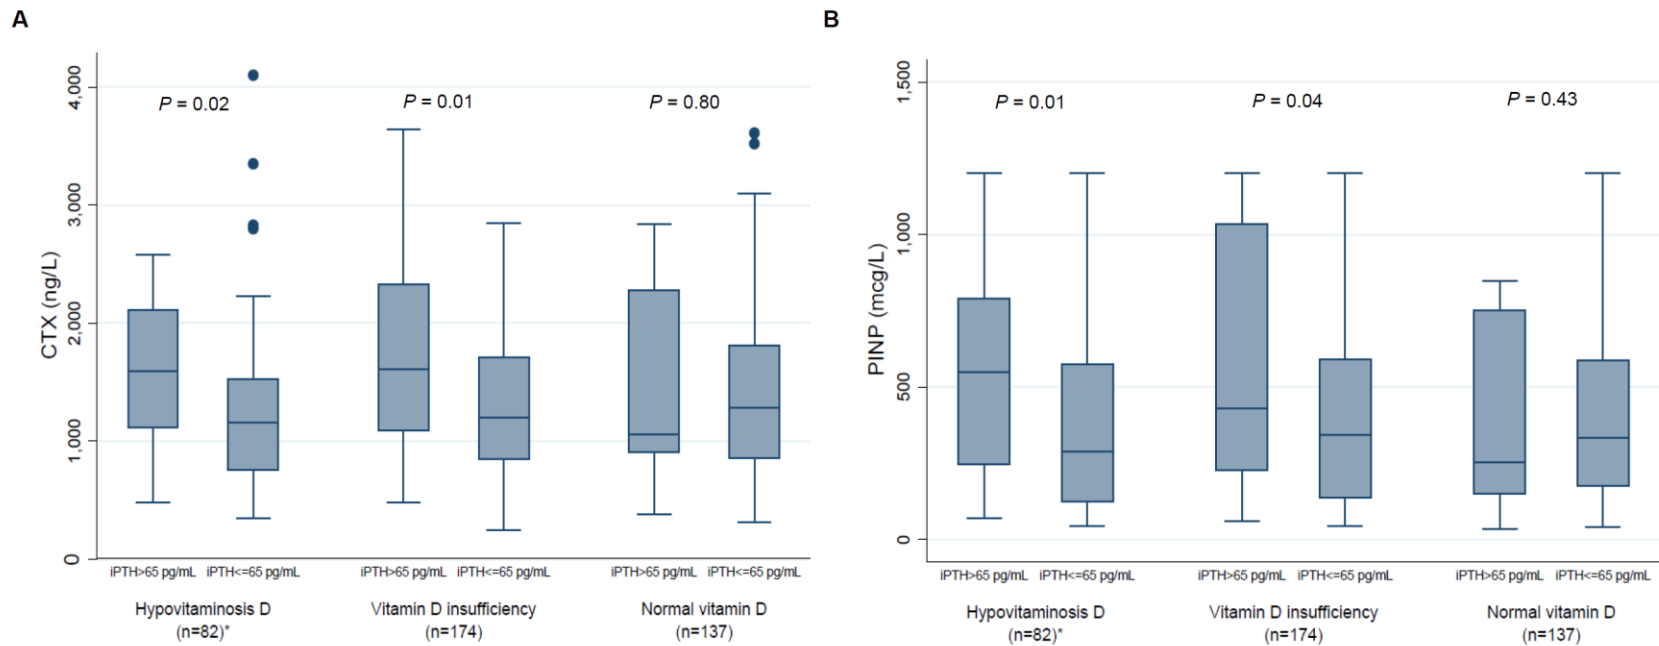 A
CTX (ng/L)
4,000
3,000
2,000
1,000
0
P = 0.02
P = 0.01
P = 0.80
iPTH>65 pg/mL iPTH<=65 pg/mL
iPTH>65 pg/mL iPTH<=65 pg/mL
iPTH>65 pg/mL iPTH<=65 pg/mL
Hypovitaminosis D
(n=82)*
Vitamin D insufficiency
(n=174)
Normal vitamin D
(n=137)
B
PINP (mcg/L)
1,500
1,000
500
0
P = 0.01
P = 0.04
P = 0.43
iPTH>65 pg/mL iPTH<=65 pg/mL
iPTH>65 pg/mL iPTH<=65 pg/mL
iPTH>65 pg/mL iPTH<=65 pg/mL
Hypovitaminosis D
(n=82)*
Vitamin D insufficiency
(n=174)
Normal vitamin D
(n=137)